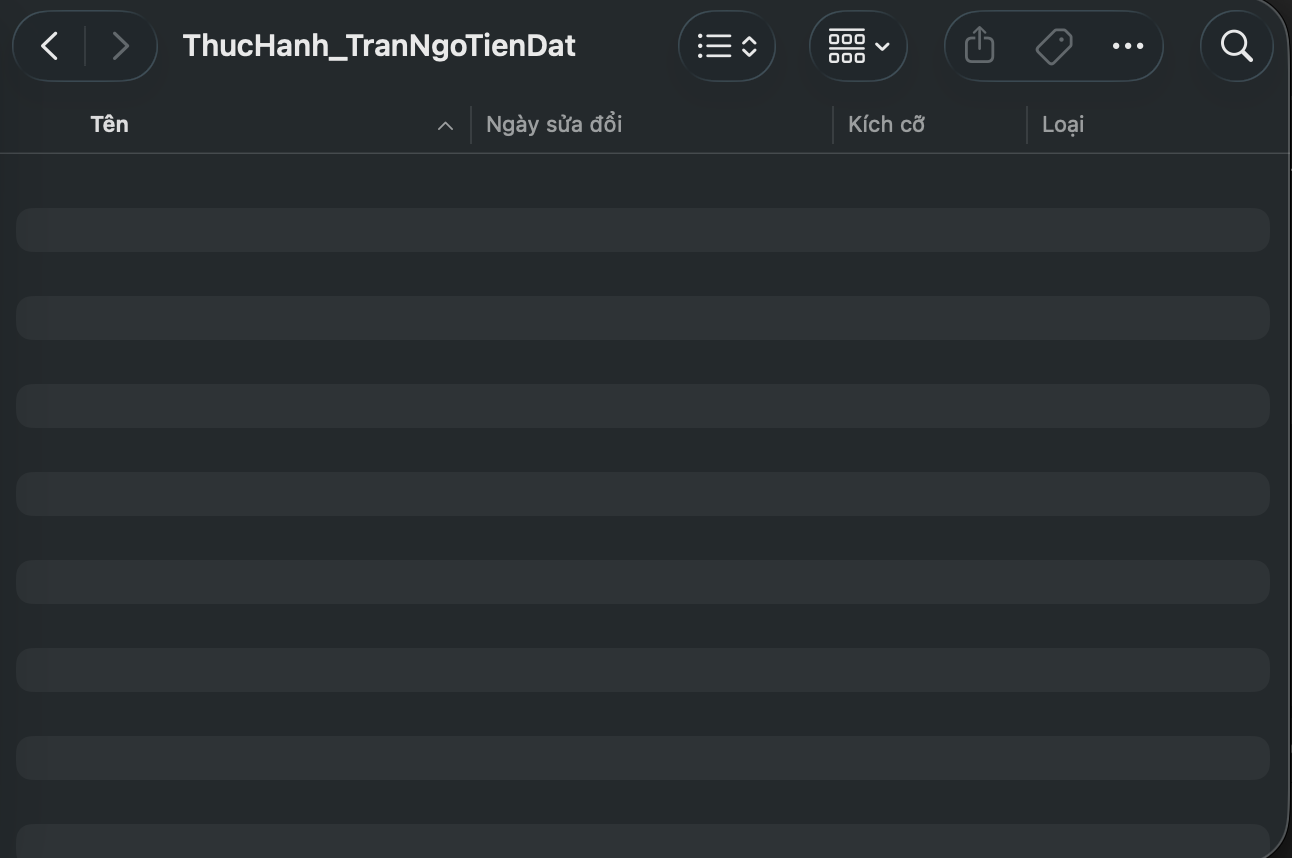 ThucHanh_TranNgoTienDat
Tên Ngày sửa đổi Kích cỡ Loại